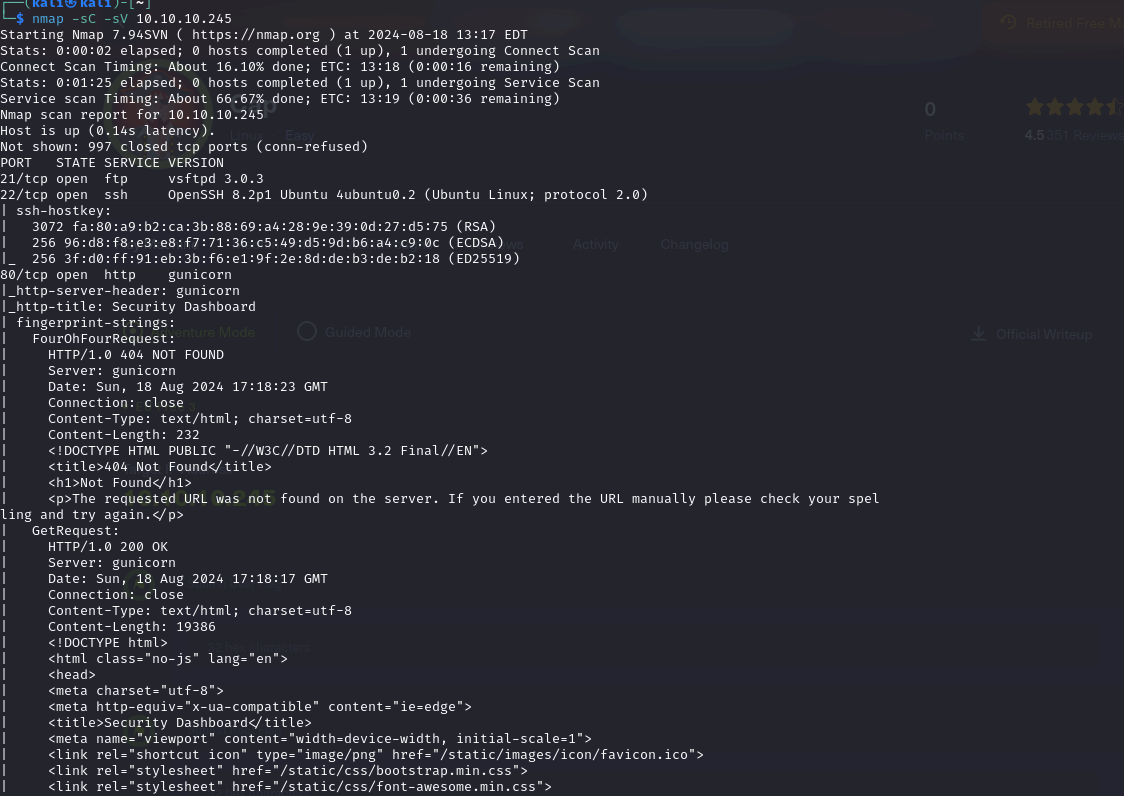 (kali㉿kali)-[~]
$ nmap -sC -sV 10.10.10.245
Starting Nmap 7.94SVN ( https://nmap.org ) at 2024-08-18 13:17 EDT
Stats: 0:00:02 elapsed; 0 hosts completed (1 up), 1 undergoing Connect Scan
Connect Scan Timing: About 16.10% done; ETC: 13:18 (0:00:16 remaining)
Stats: 0:01:25 elapsed; 0 hosts completed (1 up), 1 undergoing Service Scan
Service scan Timing: About 66.67% done; ETC: 13:19 (0:00:36 remaining)
Nmap scan report for 10.10.10.245
Host is up (0.14s latency).
Not shown: 997 closed tcp ports (conn-refused)
PORT   STATE SERVICE VERSION
21/tcp open  ftp     vsftpd 3.0.3
22/tcp open  ssh     OpenSSH 8.2p1 Ubuntu 4ubuntu0.2 (Ubuntu Linux; protocol 2.0)
| ssh-hostkey:
|   3072 fa:80:a9:b2:ca:3b:88:69:a4:28:9e:39:0d:27:d5:75 (RSA)
|   256 96:d8:f8:e3:e8:f7:71:36:c5:49:d5:9d:b6:a4:c9:0c (ECDSA)
|_  256 3f:d0:ff:91:eb:3b:f6:e1:9f:2e:8d:de:b3:de:b2:18 (ED25519)
80/tcp open  http    gunicorn
|_http-server-header: gunicorn
|_http-title: Security Dashboard
| fingerprint-strings:
|   FourOhFourRequest:
|     HTTP/1.0 404 NOT FOUND
|     Server: gunicorn
|     Date: Sun, 18 Aug 2024 17:18:23 GMT
|     Connection: close
|     Content-Type: text/html; charset=utf-8
|     Content-Length: 232
|     <!DOCTYPE HTML PUBLIC "-//W3C//DTD HTML 3.2 Final//EN">
|     <title>404 Not Found</title>
|     <h1>Not Found</h1>
|     <p>The requested URL was not found on the server. If you entered the URL manually please check your spel
ling and try again.</p>
|   GetRequest:
|     HTTP/1.0 200 OK
|     Server: gunicorn
|     Date: Sun, 18 Aug 2024 17:18:17 GMT
|     Connection: close
|     Content-Type: text/html; charset=utf-8
|     Content-Length: 19386
|     <!DOCTYPE html>
|     <html class="no-js" lang="en">
|     <head>
|     <meta charset="utf-8">
|     <meta http-equiv="x-ua-compatible" content="ie=edge">
|     <title>Security Dashboard</title>
|     <meta name="viewport" content="width=device-width, initial-scale=1">
|     <link rel="shortcut icon" type="image/png" href="/static/images/icon/favicon.ico">
|     <link rel="stylesheet" href="/static/css/bootstrap.min.css">
|     <link rel="stylesheet" href="/static/css/font-awesome.min.css">
Retired Free M
0
Points
4.5 351 Reviews
Linux
Easy
Activity
Changelog
Guided Mode
Official Writeup